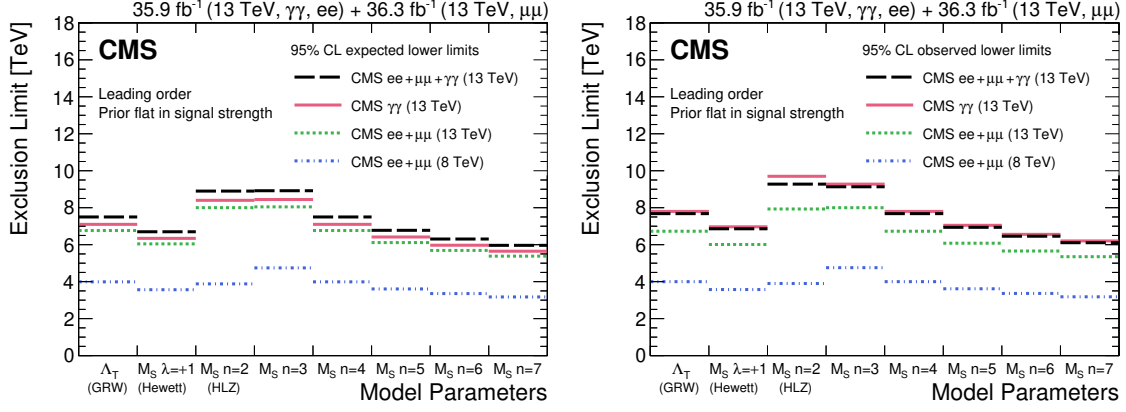 35.9 fb⁻¹ (13 TeV, γγ, ee) + 36.3 fb⁻¹ (13 TeV, μμ)
Exclusion Limit [TeV]
18
16
14
12
10
8
6
4
2
0
CMS
95% CL expected lower limits
CMS ee+μμ+γγ (13 TeV)
CMS γγ (13 TeV)
CMS ee+μμ (13 TeV)
CMS ee+μμ (8 TeV)
Leading order
Prior flat in signal strength
Λ_T M_S λ=+1 M_S n=2 M_S n=3 M_S n=4 M_S n=5 M_S n=6 M_S n=7
(GRW) (Hewett) (HLZ)
Model Parameters
35.9 fb⁻¹ (13 TeV, γγ, ee) + 36.3 fb⁻¹ (13 TeV, μμ)
Exclusion Limit [TeV]
18
16
14
12
10
8
6
4
2
0
CMS
95% CL observed lower limits
CMS ee+μμ+γγ (13 TeV)
CMS γγ (13 TeV)
CMS ee+μμ (13 TeV)
CMS ee+μμ (8 TeV)
Leading order
Prior flat in signal strength
Λ_T M_S λ=+1 M_S n=2 M_S n=3 M_S n=4 M_S n=5 M_S n=6 M_S n=7
(GRW) (Hewett) (HLZ)
Model Parameters